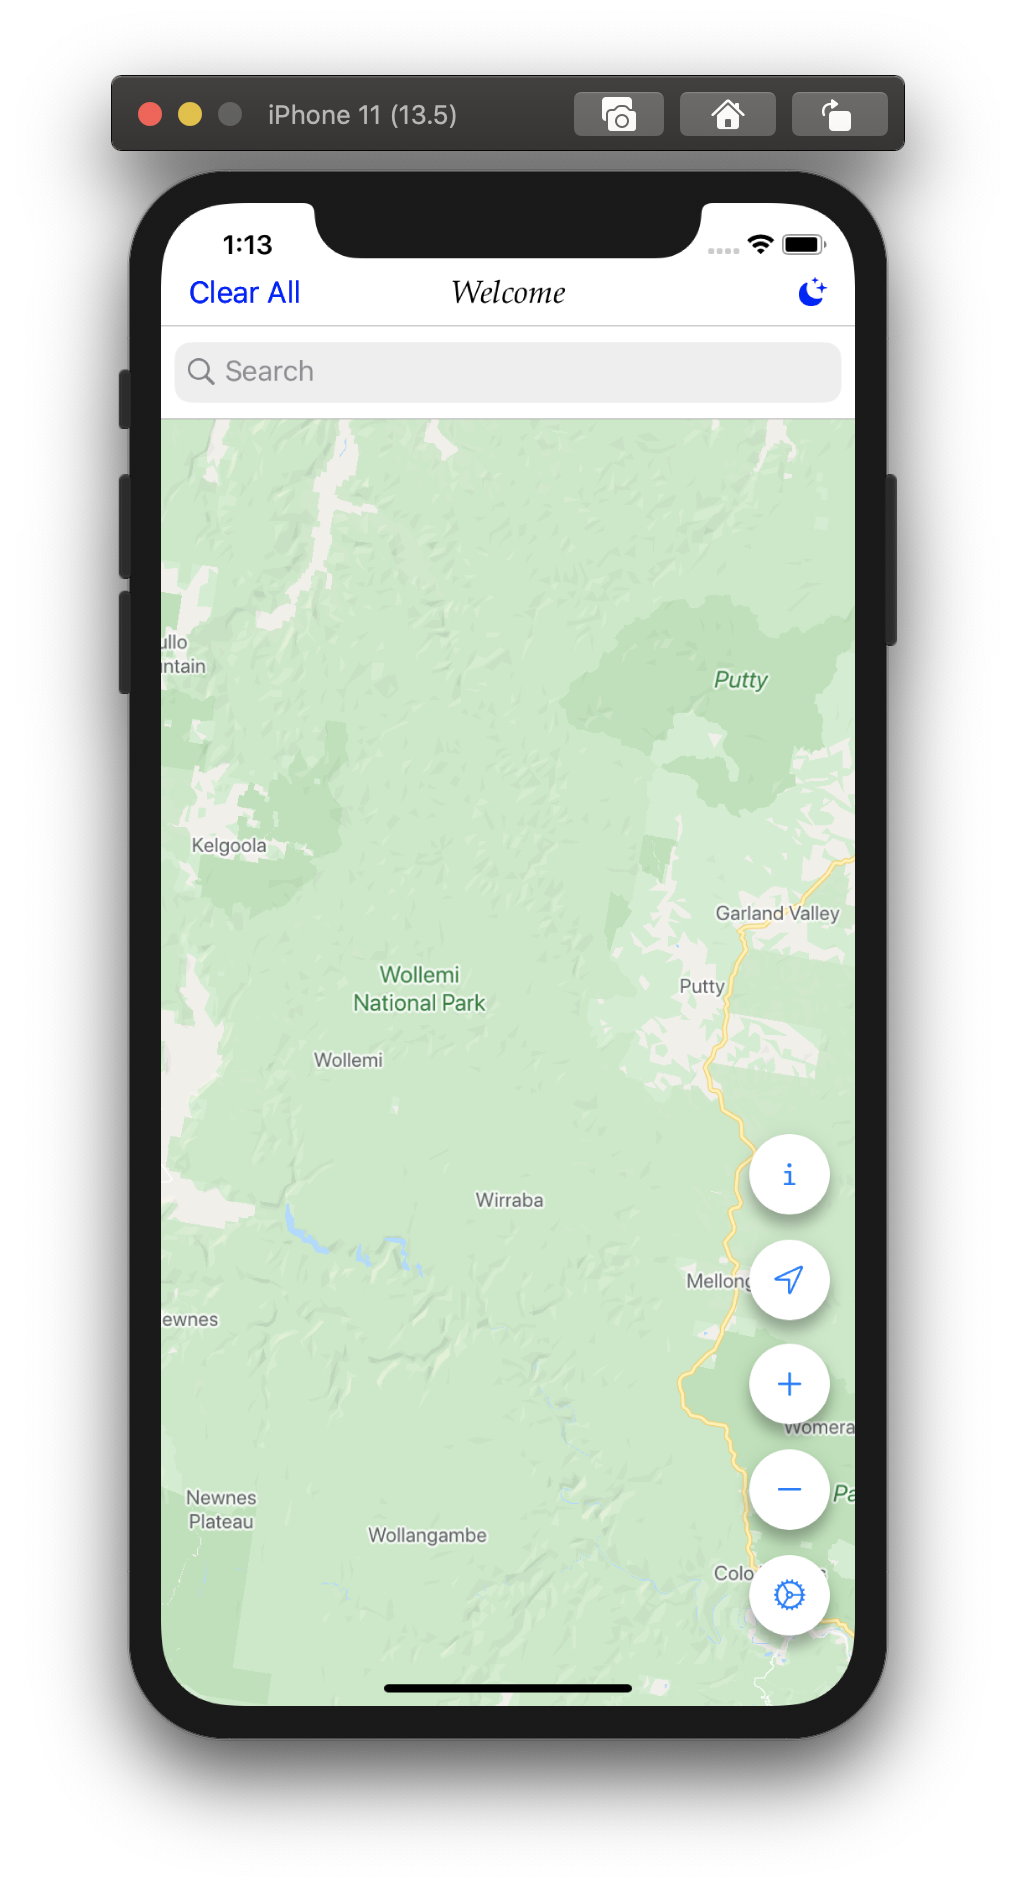 iPhone 11 (13.5)
1:13
Clear All
Welcome
Search
ullo
ntain
Putty
Kelgoola
Garland Valley
Wollemi
National Park
Putty
Wollemi
Wirraba
Mellong
ewnes
Womera
Newnes
Plateau
Pa
Wollangambe
Colo